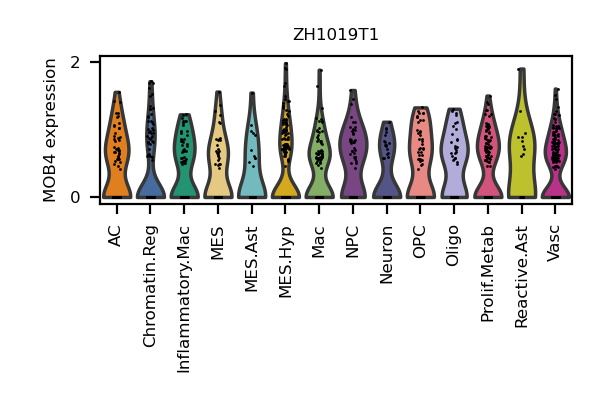 ZH1019T1
MOB4 expression
2
0
AC
Chromatin.Reg
Inflammatory.Mac
MES
MES.Ast
MES.Hyp
Mac
NPC
Neuron
OPC
Oligo
Prolif.Metab
Reactive.Ast
Vasc